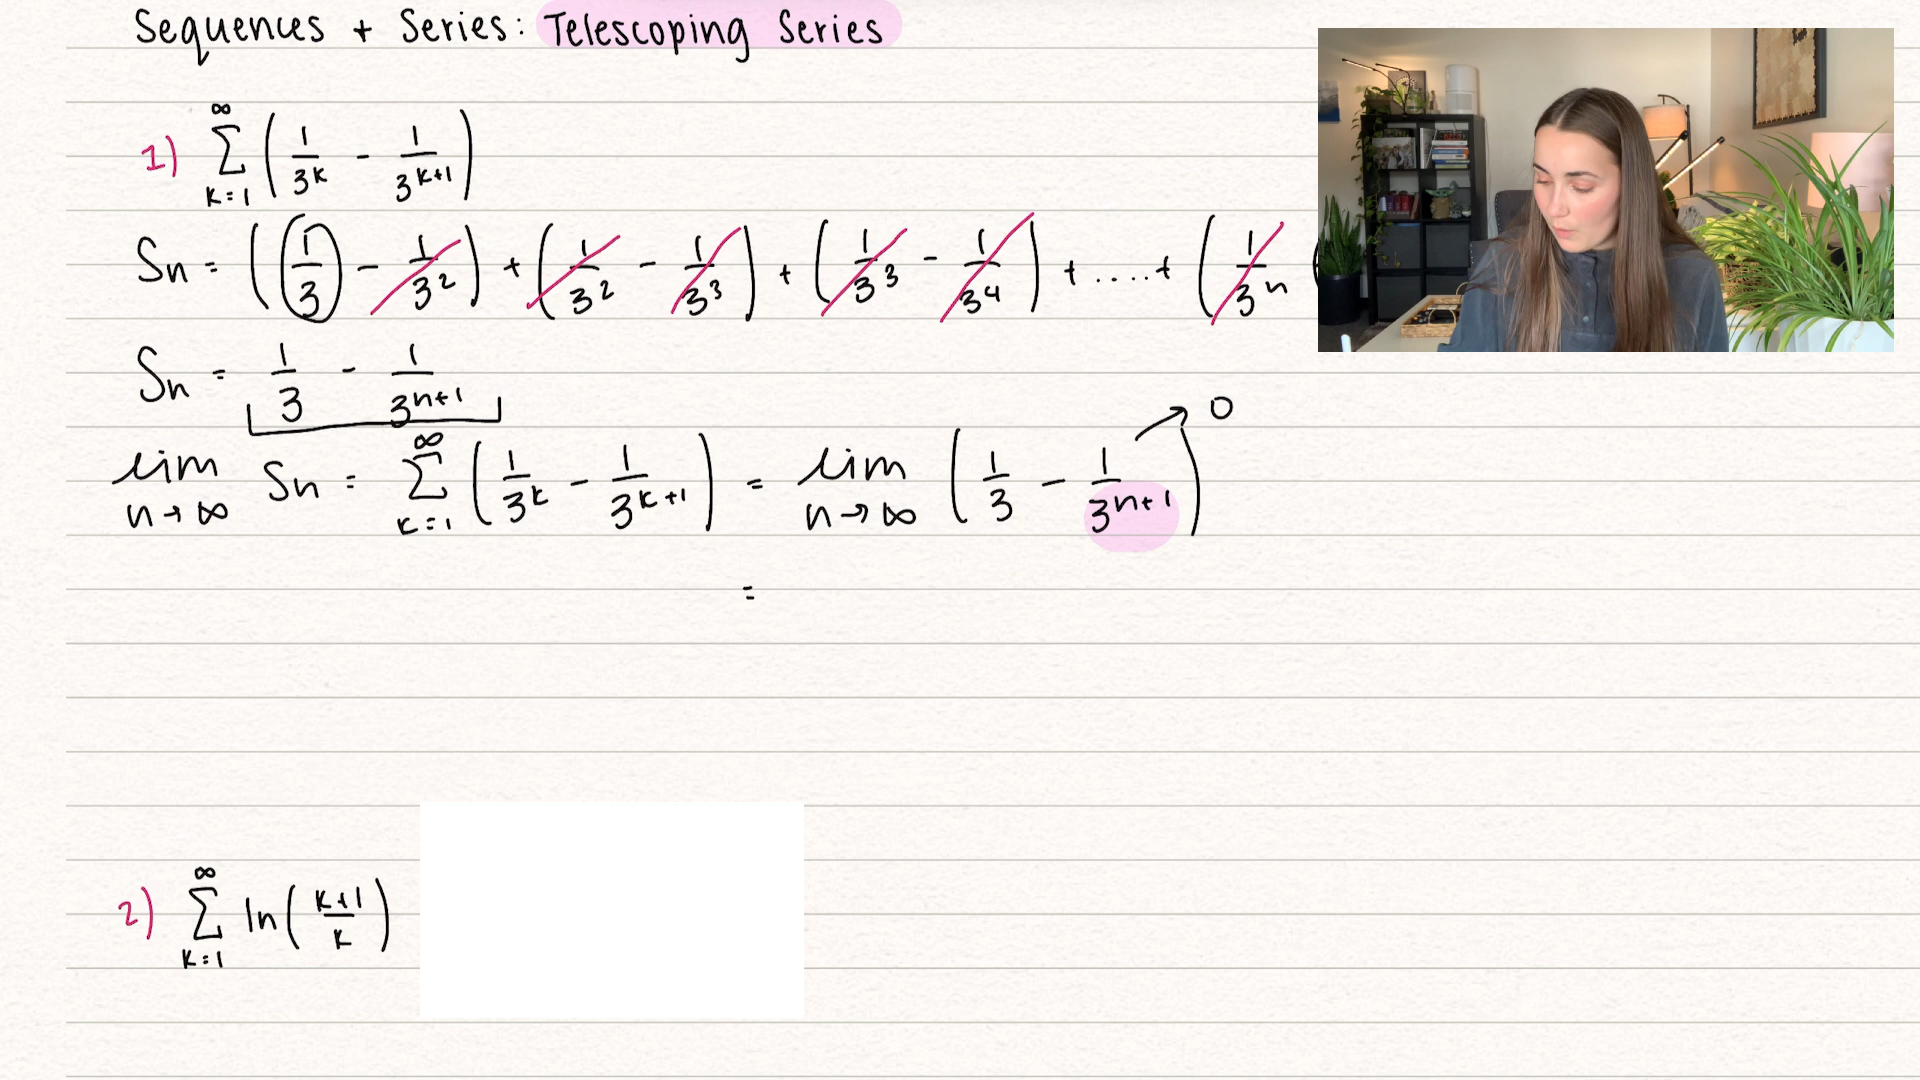 Sequences + Series: Telescoping Series
1) ∞ Σ k=1 ( 1/3^k - 1/3^(k+1) )
Sn = ( 1/3 - 1/3^2 ) + ( 1/3^2 - 1/3^3 ) + ( 1/3^3 - 1/3^4 ) + ....+ ( 1/3^n
Sn = 1/3 - 1/3^(n+1)
lim n→∞ Sn = ∞ Σ k=1 ( 1/3^k - 1/3^(k+1) ) = lim n→∞ ( 1/3 - 1/3^(n+1) ) → 0
=
2) ∞ Σ k=1 ln( k+1/k )